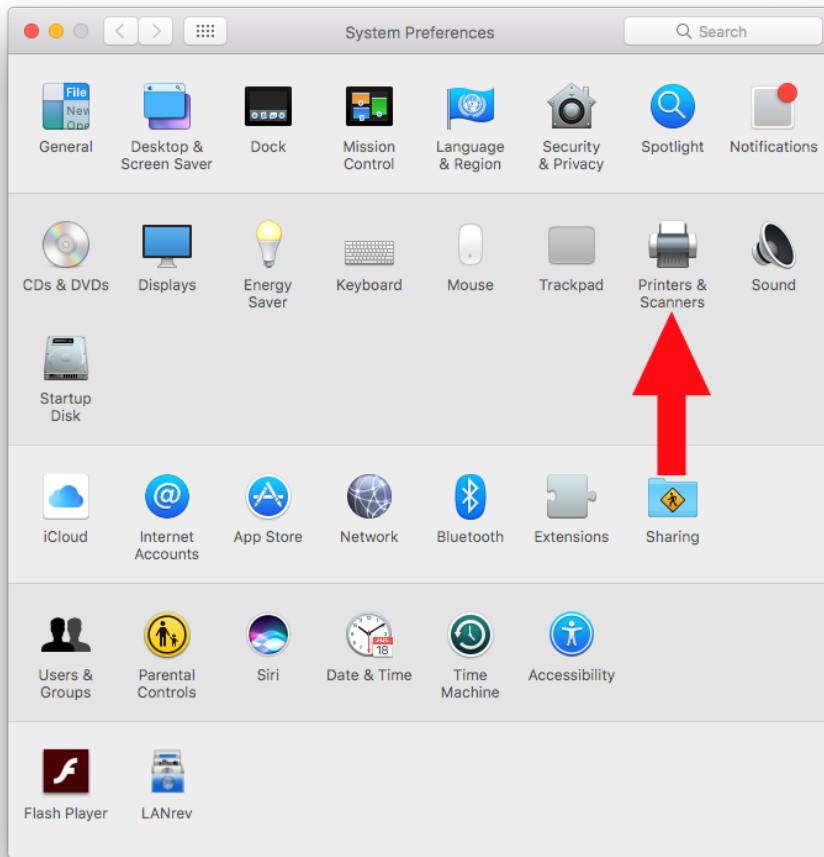 System Preferences
Search
File
New
Ope
General
Desktop &
Screen Saver
Dock
Mission
Control
Language
& Region
Security
& Privacy
Spotlight
Notifications
CDs & DVDs
Displays
Energy
Saver
Keyboard
Mouse
Trackpad
Printers &
Scanners
Sound
Startup
Disk
iCloud
@
Internet
Accounts
App Store
Network
Bluetooth
Extensions
Sharing
Users &
Groups
Parental
Controls
Siri
JUL
18
Date & Time
Time
Machine
Accessibility
Flash Player
LANrev